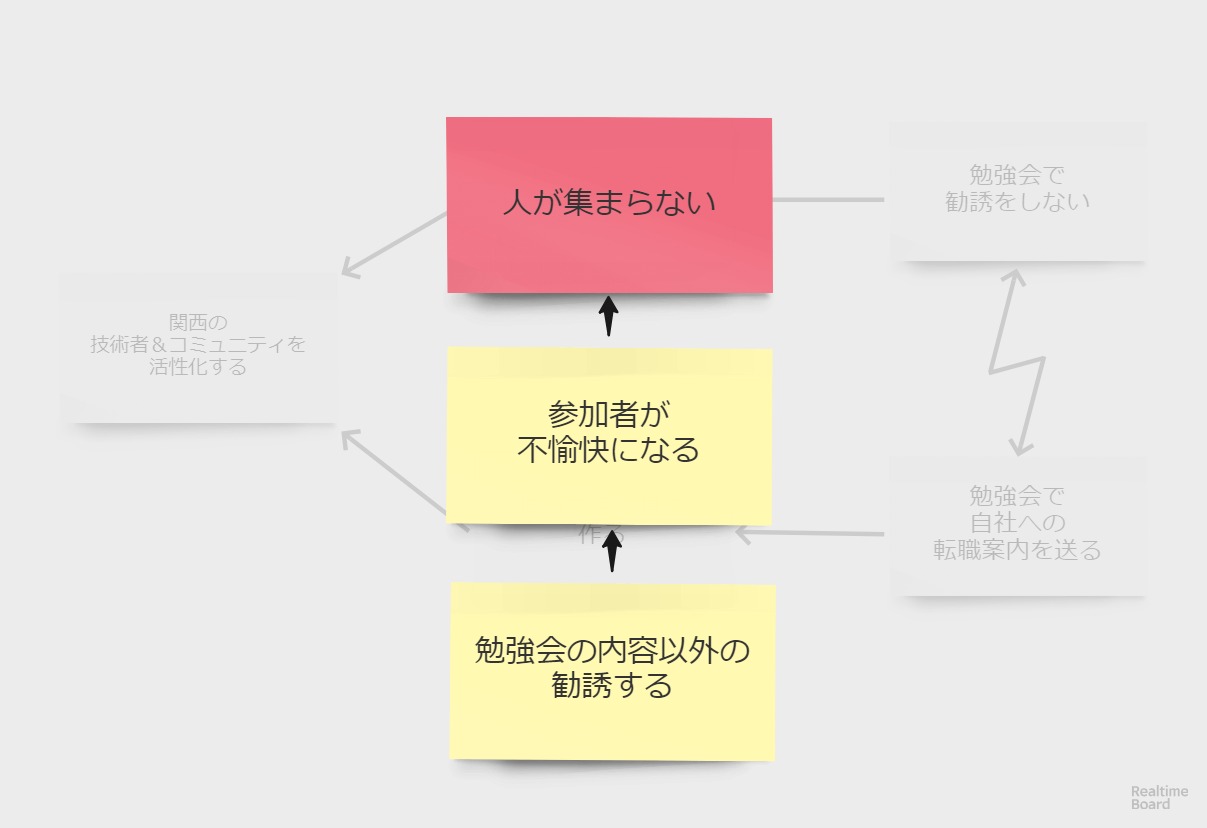 人が集まらない
勉強会で
勧誘をしない
関西の
技術者＆コミュニティを
活性化する
参加者が
不愉快になる
作る
勉強会で
自社への
転職案内を送る
勉強会の内容以外の
勧誘する
Realtime
Board